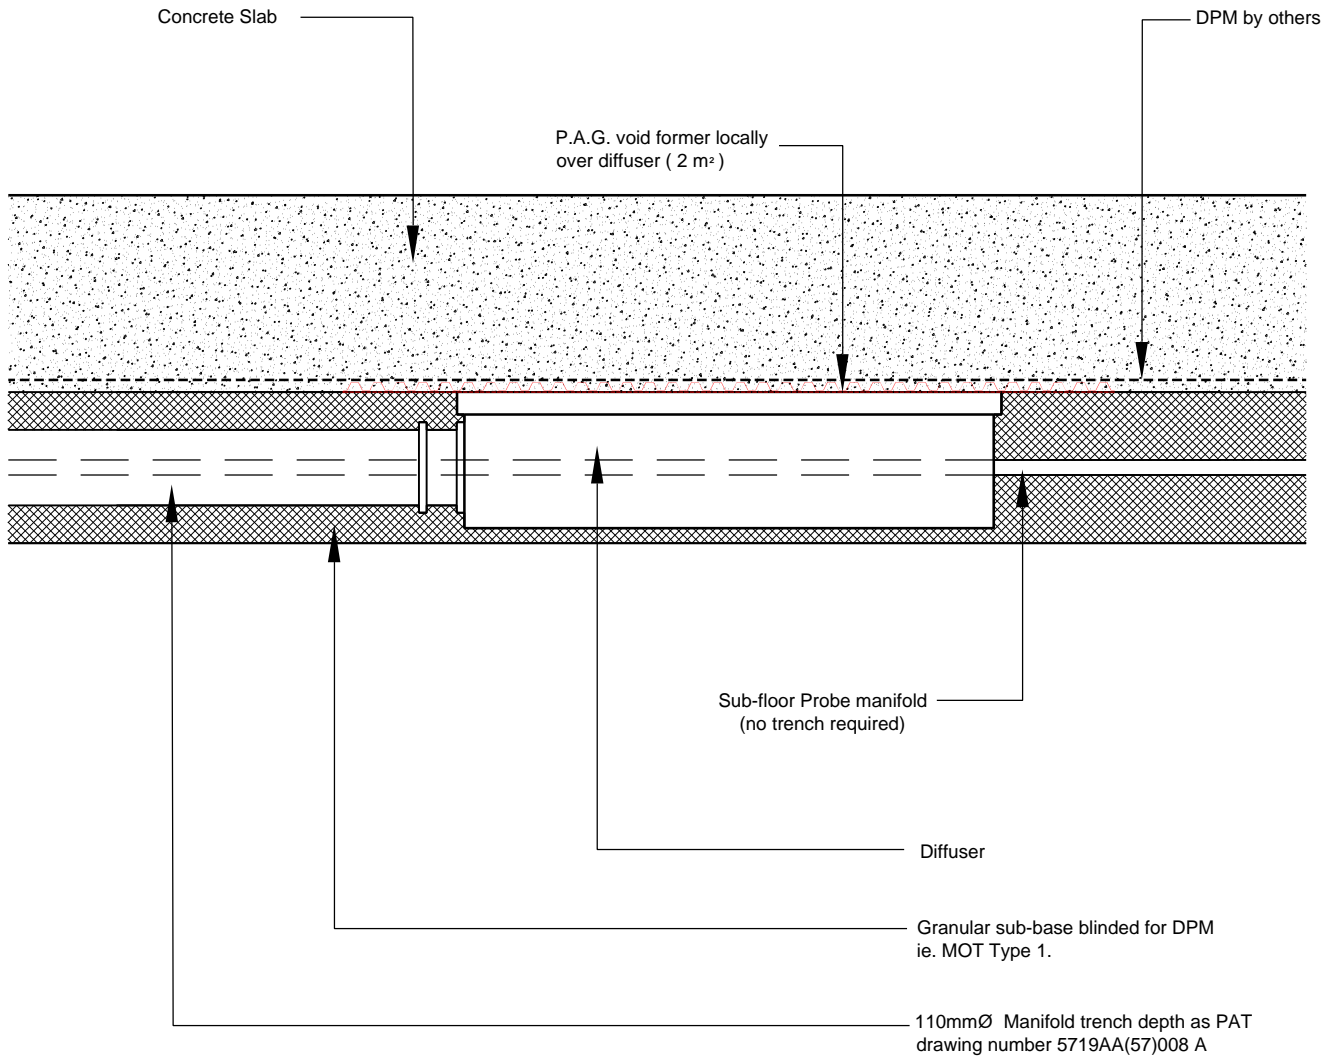 Concrete Slab
DPM by others
P.A.G. void former locally
over diffuser ( 2 m² )
Sub-floor Probe manifold
(no trench required)
Diffuser
Granular sub-base blinded for DPM
ie. MOT Type 1.
110mmØ  Manifold trench depth as PAT
drawing number 5719AA(57)008 A